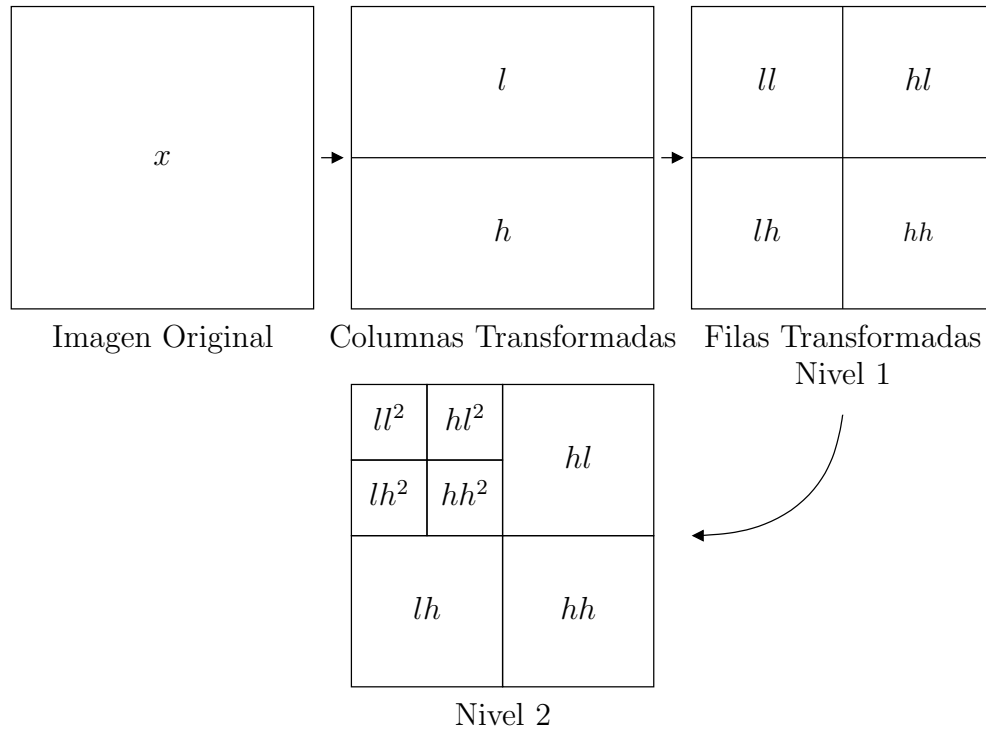 x
l
h
ll hl
lh hh
Imagen Original
Columnas Transformadas
Filas Transformadas
Nivel 1
ll² hl²
lh² hh²
hl
lh hh
Nivel 2